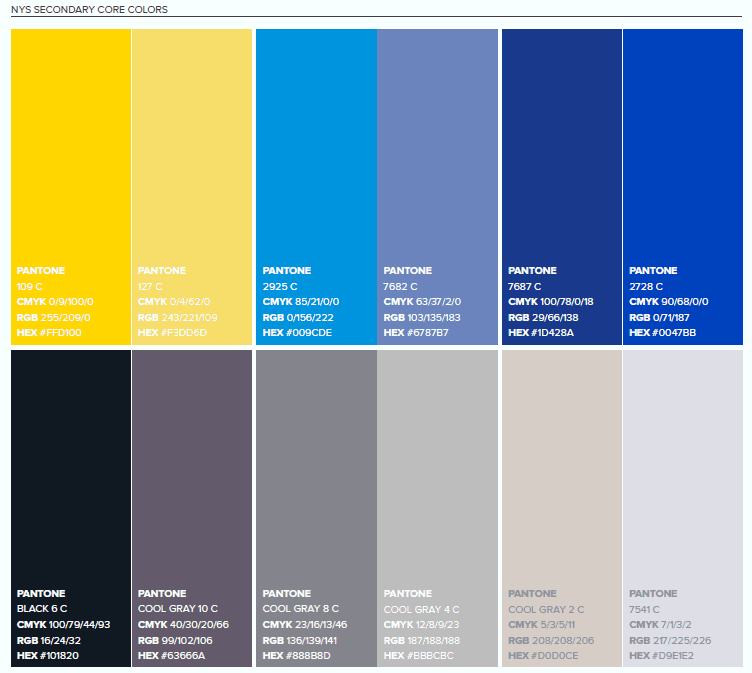 NYS SECONDARY CORE COLORS
PANTONE
109 C
CMYK 0/9/100/0
RGB 255/209/0
HEX #FFD100
PANTONE
127 C
CMYK 0/4/62/0
RGB 243/221/109
HEX #F3DD6D
PANTONE
2925 C
CMYK 85/21/0/0
RGB 0/156/222
HEX #009CDE
PANTONE
7682 C
CMYK 63/37/2/0
RGB 103/135/183
HEX #6787B7
PANTONE
7687 C
CMYK 100/78/0/18
RGB 29/66/138
HEX #1D428A
PANTONE
2728 C
CMYK 90/68/0/0
RGB 0/71/187
HEX #0047BB
PANTONE
BLACK 6 C
CMYK 100/79/44/93
RGB 16/24/32
HEX #101820
PANTONE
COOL GRAY 10 C
CMYK 40/30/20/66
RGB 99/102/106
HEX #63666A
PANTONE
COOL GRAY 8 C
CMYK 23/16/13/46
RGB 136/139/141
HEX #888B8D
PANTONE
COOL GRAY 4 C
CMYK 12/8/9/23
RGB 187/188/188
HEX #BBBCBC
PANTONE
COOL GRAY 2 C
CMYK 5/3/5/11
RGB 208/208/206
HEX #D0D0CE
PANTONE
7541 C
CMYK 7/1/3/2
RGB 217/225/226
HEX #D9E1E2